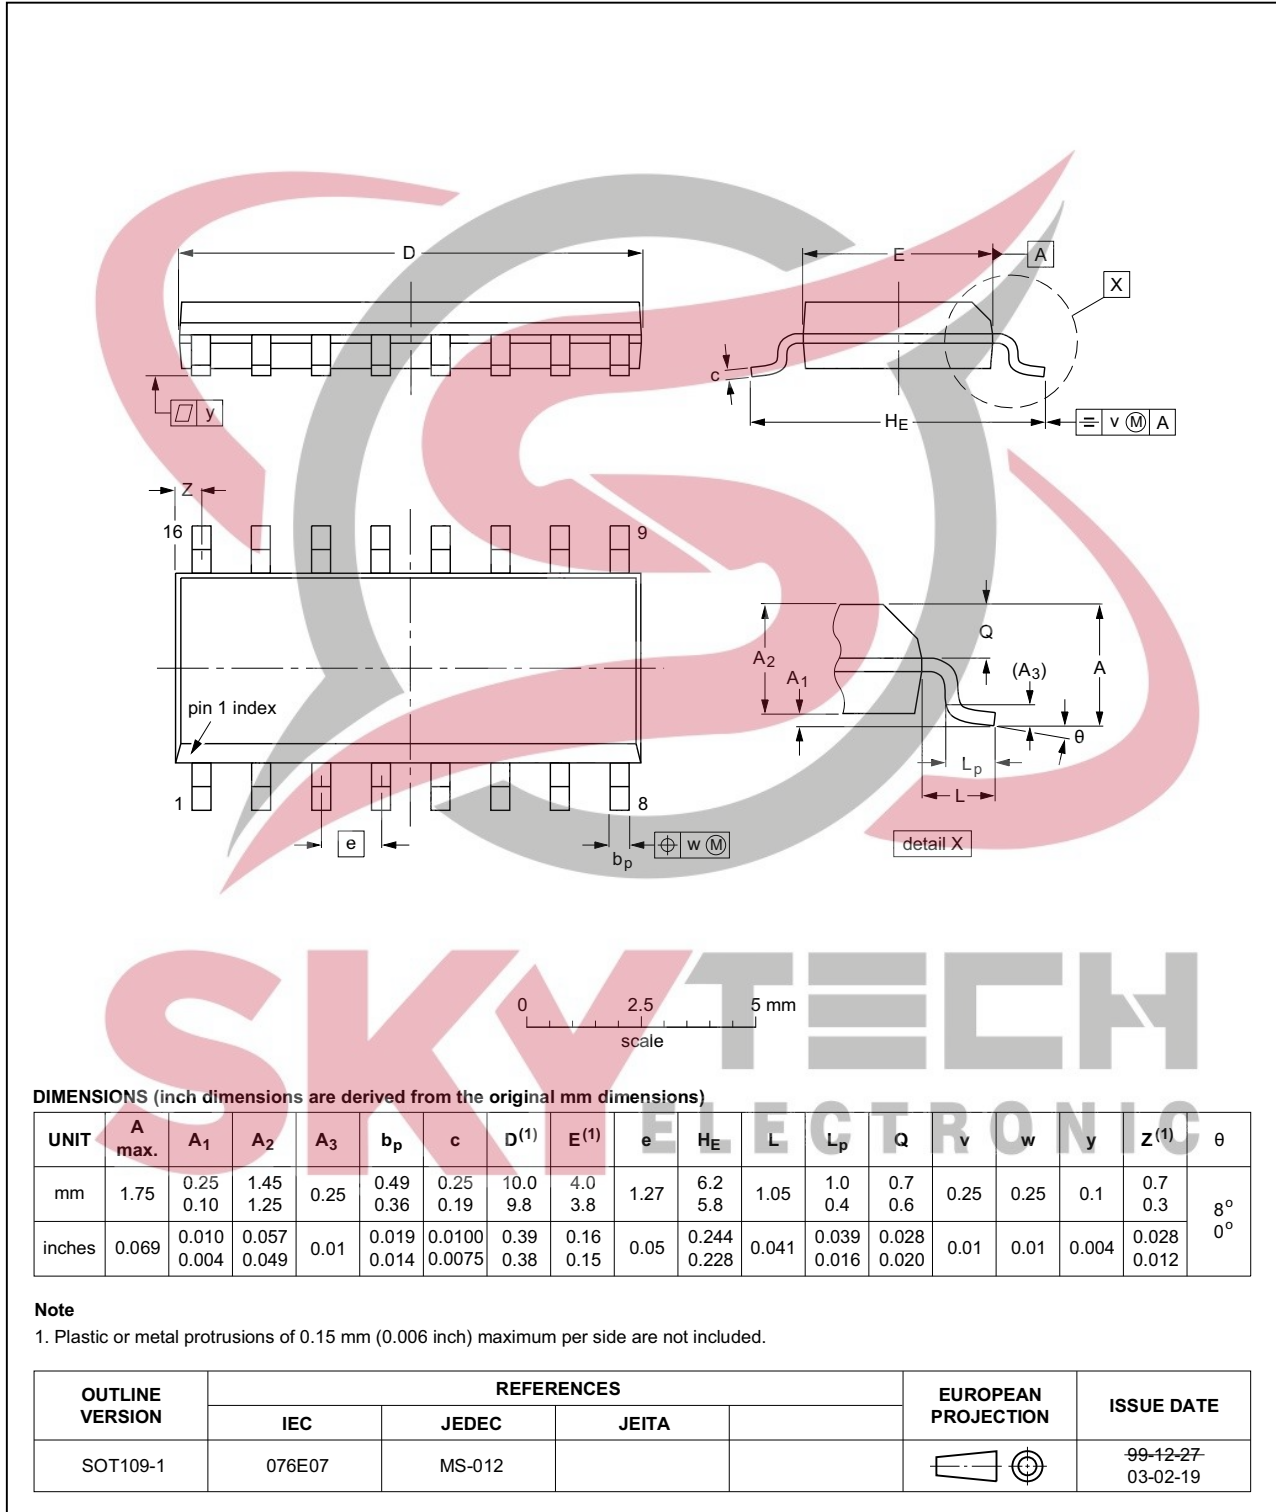 D
E
A
X
c
y
HE
v M A
Z
16
9
pin 1 index
1
8
e
bp
w M
A2
A1
Q
(A3)
A
θ
Lp
L
detail X
0 2.5 5 mm
scale
SKYTECH
ELECTRONIC
DIMENSIONS (inch dimensions are derived from the original mm dimensions)
UNIT A max. A1 A2 A3 bp c D(1) E(1) e HE L Lp Q v w y Z(1) θ
mm 1.75 0.25 0.10 1.45 1.25 0.25 0.49 0.36 0.25 0.19 10.0 9.8 4.0 3.8 1.27 6.2 5.8 1.05 1.0 0.4 0.7 0.6 0.25 0.25 0.1 0.7 0.3 8° 0°
inches 0.069 0.010 0.004 0.057 0.049 0.01 0.019 0.014 0.0100 0.0075 0.39 0.38 0.16 0.15 0.05 0.244 0.228 0.041 0.039 0.016 0.028 0.020 0.01 0.01 0.004 0.028 0.012
Note
1. Plastic or metal protrusions of 0.15 mm (0.006 inch) maximum per side are not included.
OUTLINE VERSION REFERENCES EUROPEAN PROJECTION ISSUE DATE
IEC JEDEC JEITA
SOT109-1 076E07 MS-012 99-12-27
03-02-19